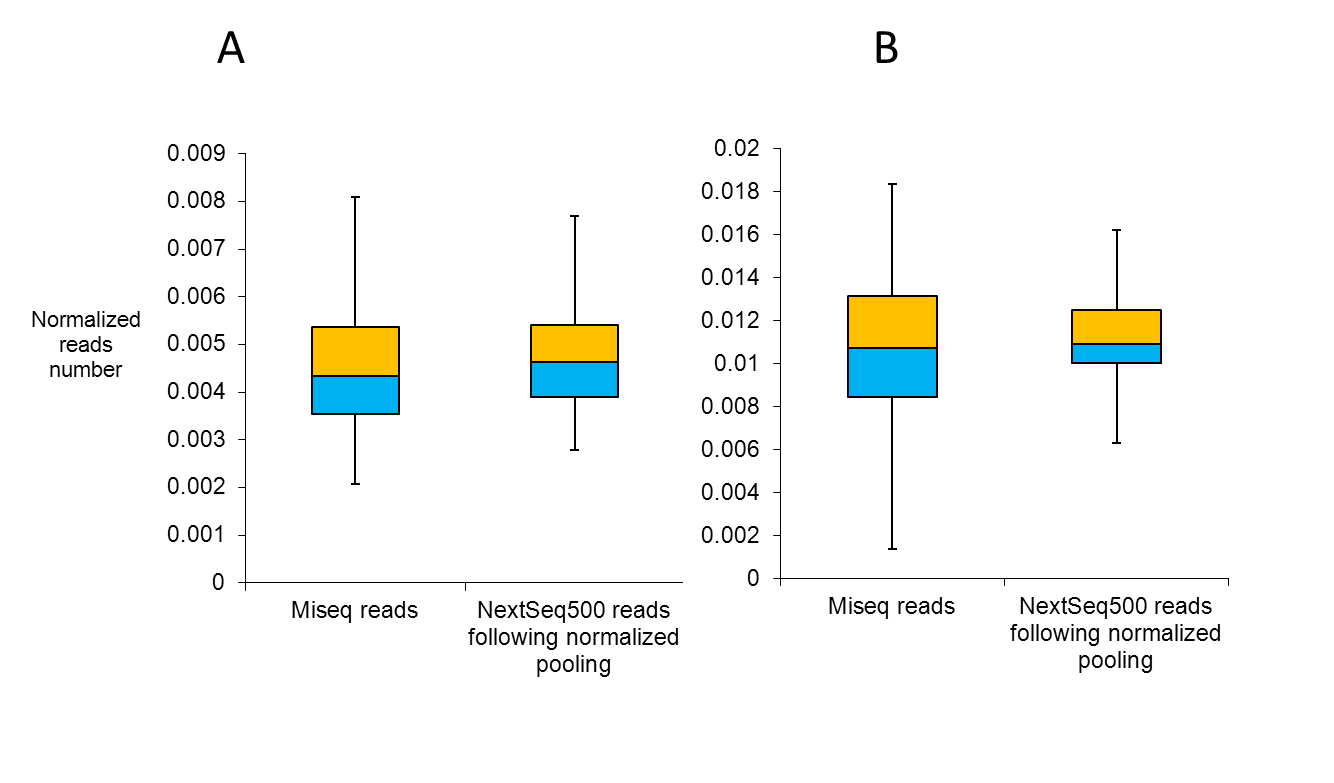 A
B
0.009
0.008
0.007
0.006
0.005
0.004
0.003
0.002
0.001
0
Normalized
reads
number
Miseq reads
NextSeq500 reads
following normalized
pooling
0.02
0.018
0.016
0.014
0.012
0.01
0.008
0.006
0.004
0.002
0
Miseq reads
NextSeq500 reads
following normalized
pooling